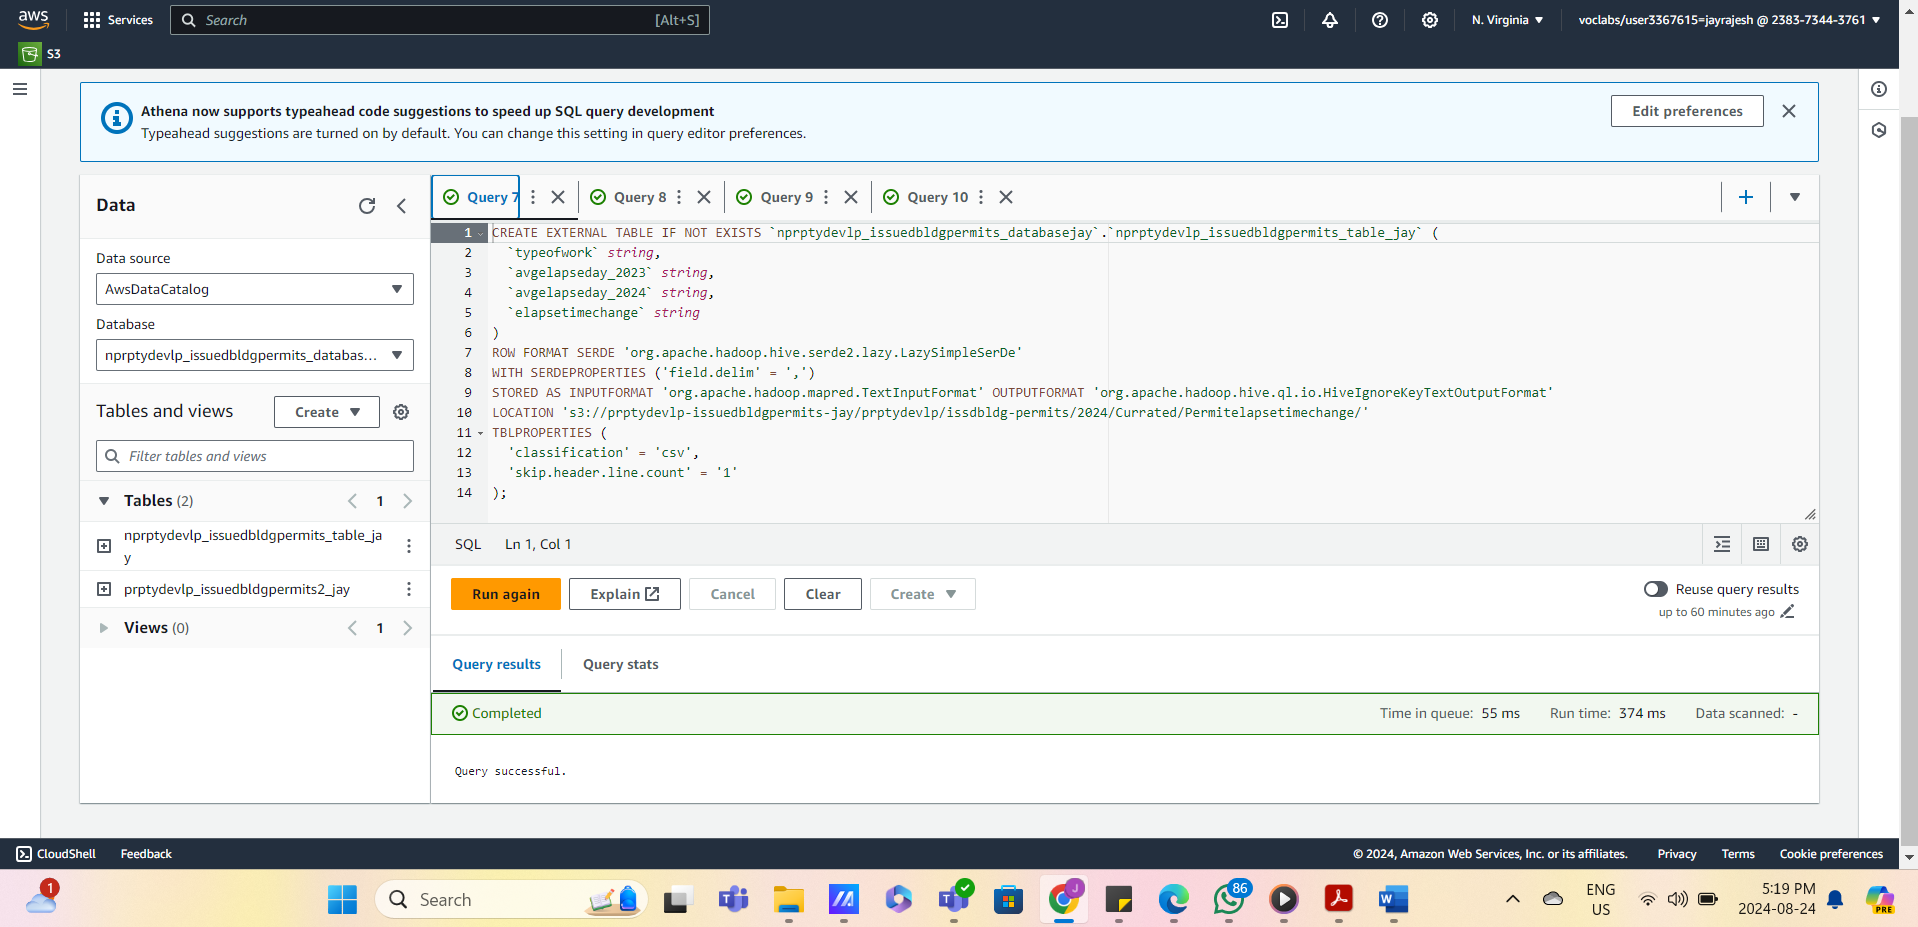 aws
Services
Search
[Alt+S]
N. Virginia
voclabs/user3367615=jayrajesh @ 2383-7344-3761
S3
Athena now supports typeahead code suggestions to speed up SQL query development
Typeahead suggestions are turned on by default. You can change this setting in query editor preferences.
Edit preferences
Data
Data source
AwsDataCatalog
Database
nprptydevlp_issuedbldgpermits_databas...
Tables and views
Create
Filter tables and views
Tables (2)
1
nprptydevlp_issuedbldgpermits_table_ja
y
prptydevlp_issuedbldgpermits2_jay
Views (0)
1
Query 7
Query 8
Query 9
Query 10
1 CREATE EXTERNAL TABLE IF NOT EXISTS `nprptydevlp_issuedbldgpermits_databasejay`.`nprptydevlp_issuedbldgpermits_table_jay` (
2 `typeofwork` string,
3 `avgelapseday_2023` string,
4 `avgelapseday_2024` string,
5 `elapsetimechange` string
6 )
7 ROW FORMAT SERDE 'org.apache.hadoop.hive.serde2.lazy.LazySimpleSerDe'
8 WITH SERDEPROPERTIES ('field.delim' = ',')
9 STORED AS INPUTFORMAT 'org.apache.hadoop.mapred.TextInputFormat' OUTPUTFORMAT 'org.apache.hadoop.hive.ql.io.HiveIgnoreKeyTextOutputFormat'
10 LOCATION 's3://prptydevlp-issuedbldgpermits-jay/prptydevlp/issdbldg-permits/2024/Currated/Permitelapsetimechange/'
11 TBLPROPERTIES (
12 'classification' = 'csv',
13 'skip.header.line.count' = '1'
14 );
SQL Ln 1, Col 1
Run again
Explain
Cancel
Clear
Create
Reuse query results
up to 60 minutes ago
Query results
Query stats
Completed
Time in queue: 55 ms
Run time: 374 ms
Data scanned: -
Query successful.
CloudShell
Feedback
© 2024, Amazon Web Services, Inc. or its affiliates.
Privacy
Terms
Cookie preferences
1
Search
J
86
PRE
ENG
US
5:19 PM
2024-08-24